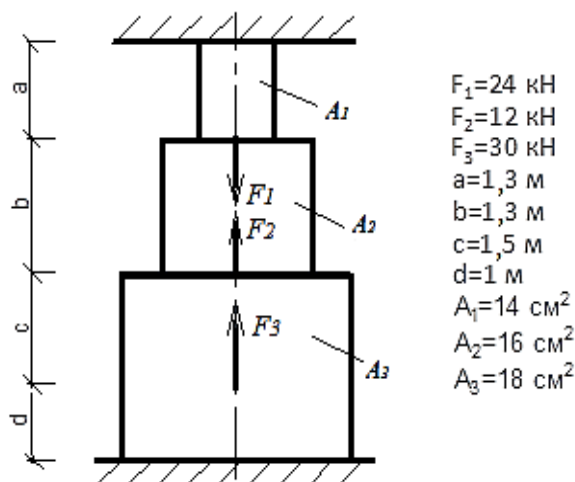 a
b
c
d
A₁
F1
F2
A₂
F3
A₃
F₁=24 кН
F₂=12 кН
F₃=30 кН
a=1,3 м
b=1,3 м
c=1,5 м
d=1 м
A₁=14 см²
A₂=16 см²
A₃=18 см²